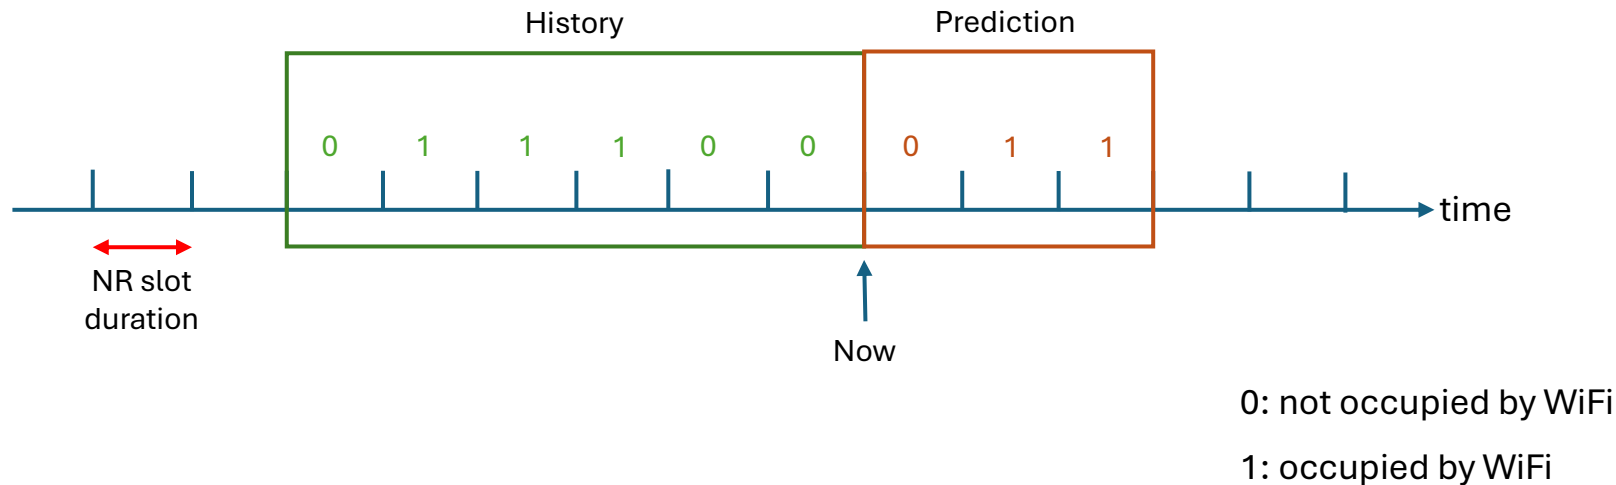 History
Prediction
0 1 1 1 0 0 0 1 1
time
NR slot
duration
Now
0: not occupied by WiFi
1: occupied by WiFi